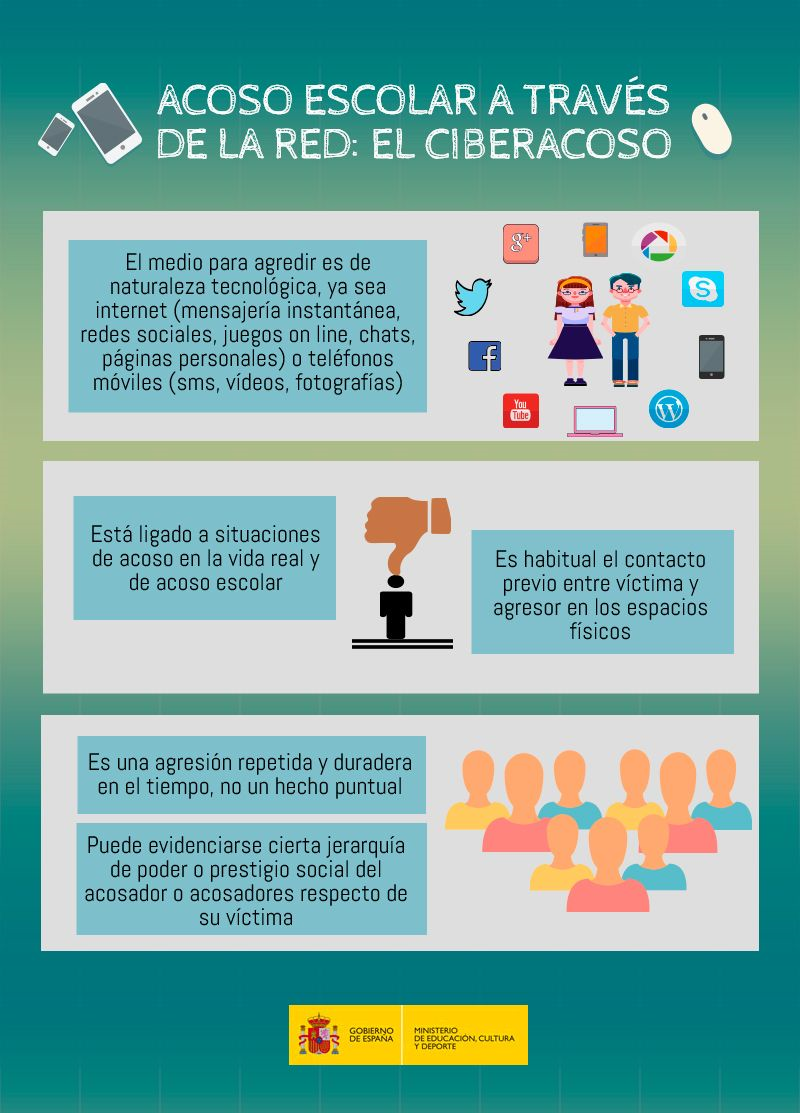 ACOSO ESCOLAR A TRAVÉS
DE LA RED: EL CIBERACOSO
El medio para agredir es de
naturaleza tecnológica, ya sea
internet (mensajería instantánea,
redes sociales, juegos on line, chats,
páginas personales) o teléfonos
móviles (sms, vídeos, fotografías)
g+
You
Tube
Está ligado a situaciones
de acoso en la vida real y
de acoso escolar
Es habitual el contacto
previo entre víctima y
agresor en los espacios
físicos
Es una agresión repetida y duradera
en el tiempo, no un hecho puntual
Puede evidenciarse cierta jerarquía
de poder o prestigio social del
acosador o acosadores respecto de
su víctima
GOBIERNO
DE ESPAÑA
MINISTERIO
DE EDUCACIÓN, CULTURA
Y DEPORTE